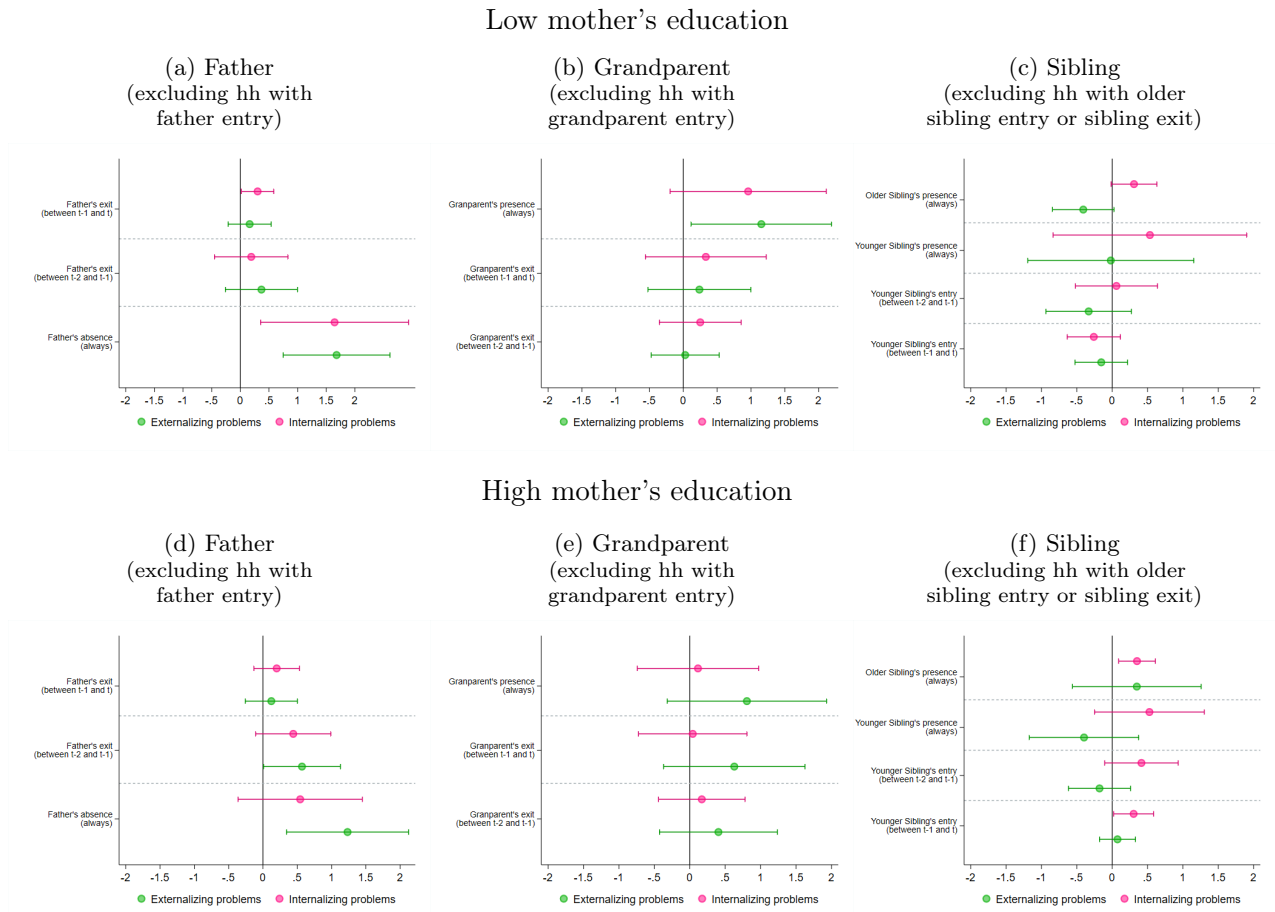 Low mother's education
(a) Father
(excluding hh with
father entry)
Father's exit
(between t-1 and t)
Father's exit
(between t-2 and t-1)
Father's absence
(always)
-2 -1.5 -1 -.5 0 .5 1 1.5 2
Externalizing problems Internalizing problems
(b) Grandparent
(excluding hh with
grandparent entry)
Granparent's presence
(always)
Granparent's exit
(between t-1 and t)
Granparent's exit
(between t-2 and t-1)
-2 -1.5 -1 -.5 0 .5 1 1.5 2
Externalizing problems Internalizing problems
(c) Sibling
(excluding hh with older
sibling entry or sibling exit)
Older Sibling's presence
(always)
Younger Sibling's presence
(always)
Younger Sibling's entry
(between t-2 and t-1)
Younger Sibling's entry
(between t-1 and t)
-2 -1.5 -1 -.5 0 .5 1 1.5 2
Externalizing problems Internalizing problems
High mother's education
(d) Father
(excluding hh with
father entry)
Father's exit
(between t-1 and t)
Father's exit
(between t-2 and t-1)
Father's absence
(always)
-2 -1.5 -1 -.5 0 .5 1 1.5 2
Externalizing problems Internalizing problems
(e) Grandparent
(excluding hh with
grandparent entry)
Granparent's presence
(always)
Granparent's exit
(between t-1 and t)
Granparent's exit
(between t-2 and t-1)
-2 -1.5 -1 -.5 0 .5 1 1.5 2
Externalizing problems Internalizing problems
(f) Sibling
(excluding hh with older
sibling entry or sibling exit)
Older Sibling's presence
(always)
Younger Sibling's presence
(always)
Younger Sibling's entry
(between t-2 and t-1)
Younger Sibling's entry
(between t-1 and t)
-2 -1.5 -1 -.5 0 .5 1 1.5 2
Externalizing problems Internalizing problems